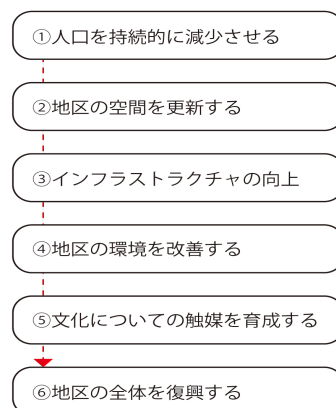 ①人口を持続的に減少させる
②地区の空間を更新する
③インフラストラクチャの向上
④地区の環境を改善する
⑤文化についての触媒を育成する
⑥地区の全体を復興する